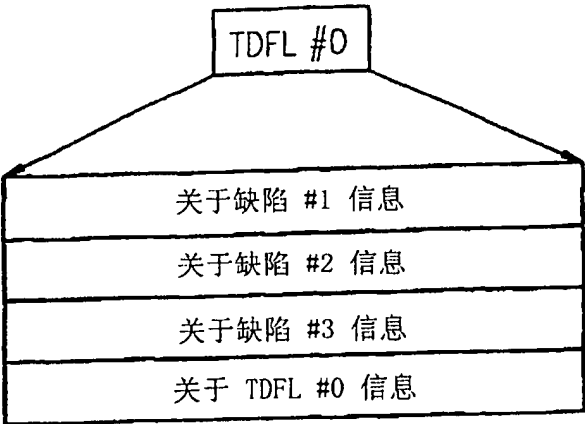 TDFL #0
关于缺陷 #1 信息
关于缺陷 #2 信息
关于缺陷 #3 信息
关于 TDFL #0 信息